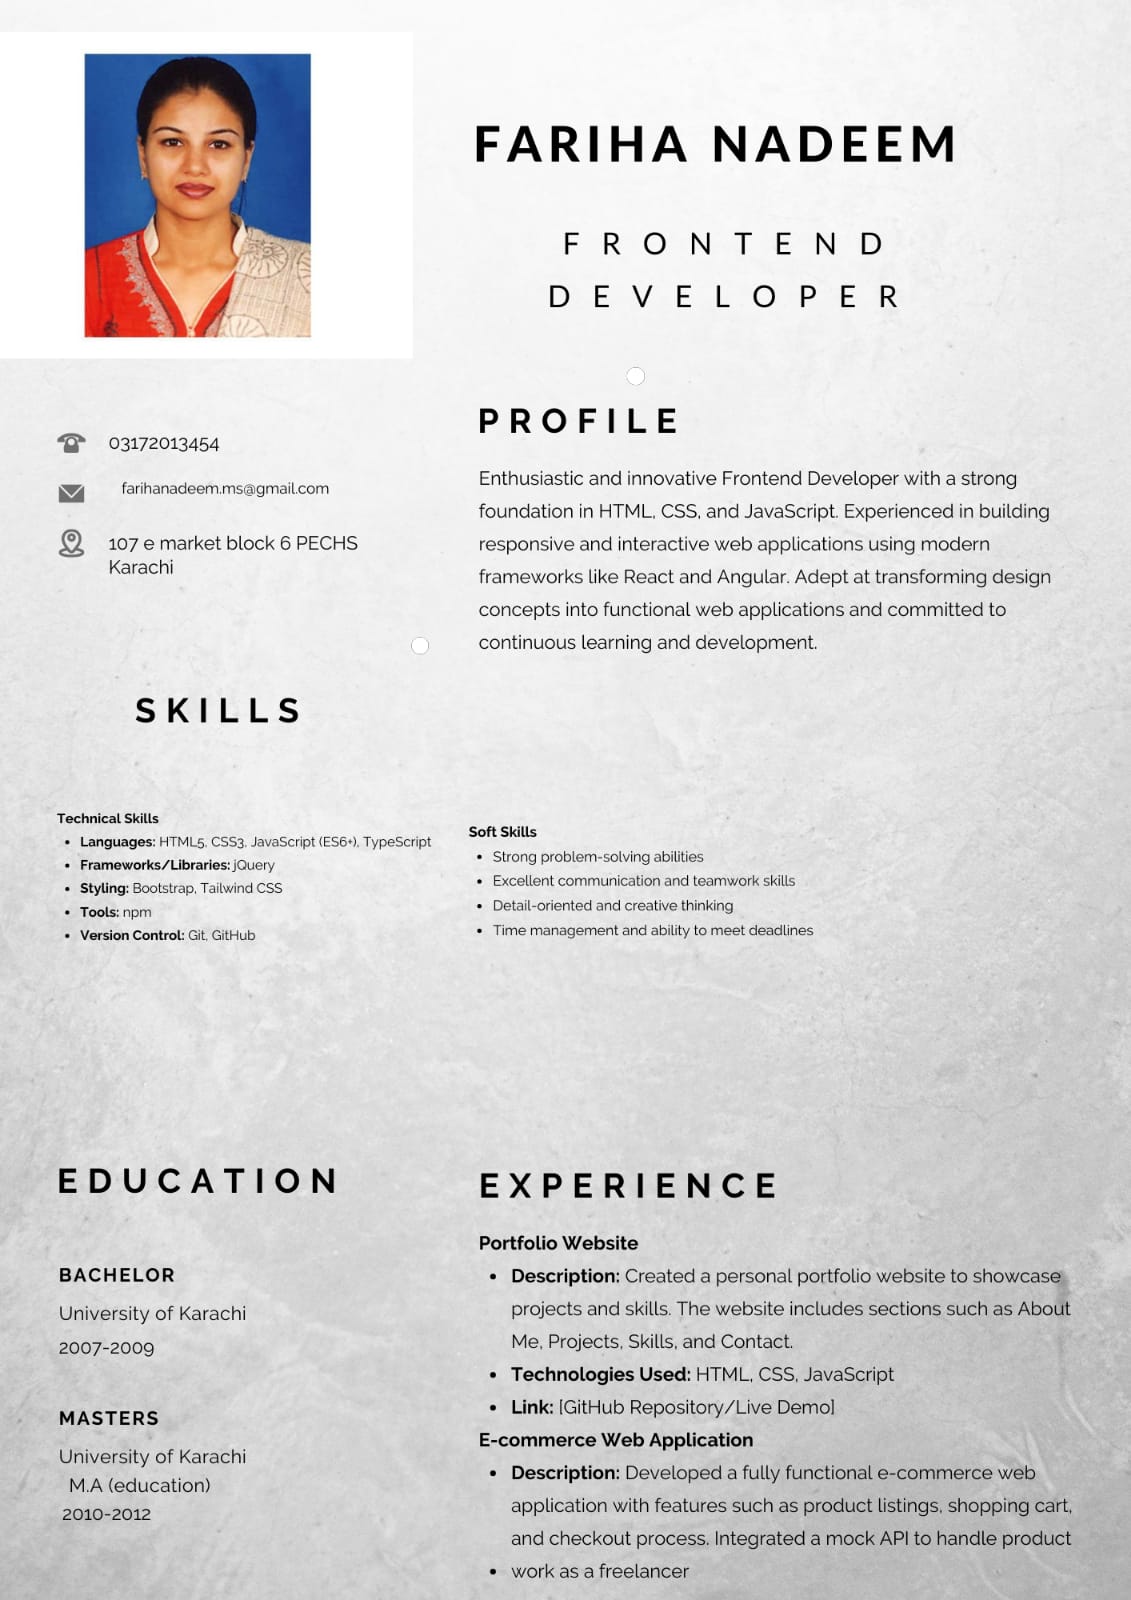 FARIHA NADEEM
FRONTEND
DEVELOPER
03172013454
farihanadeem.ms@gmail.com
107 e market block 6 PECHS
Karachi
PROFILE
Enthusiastic and innovative Frontend Developer with a strong
foundation in HTML, CSS, and JavaScript. Experienced in building
responsive and interactive web applications using modern
frameworks like React and Angular. Adept at transforming design
concepts into functional web applications and committed to
continuous learning and development.
SKILLS
Technical Skills
• Languages: HTML5, CSS3, JavaScript (ES6+), TypeScript
• Frameworks/Libraries: jQuery
• Styling: Bootstrap, Tailwind CSS
• Tools: npm
• Version Control: Git, GitHub
Soft Skills
• Strong problem-solving abilities
• Excellent communication and teamwork skills
• Detail-oriented and creative thinking
• Time management and ability to meet deadlines
EDUCATION
BACHELOR
University of Karachi
2007-2009
MASTERS
University of Karachi
M.A (education)
2010-2012
EXPERIENCE
Portfolio Website
• Description: Created a personal portfolio website to showcase
projects and skills. The website includes sections such as About
Me, Projects, Skills, and Contact.
• Technologies Used: HTML, CSS, JavaScript
• Link: [GitHub Repository/Live Demo]
E-commerce Web Application
• Description: Developed a fully functional e-commerce web
application with features such as product listings, shopping cart,
and checkout process. Integrated a mock API to handle product
• work as a freelancer